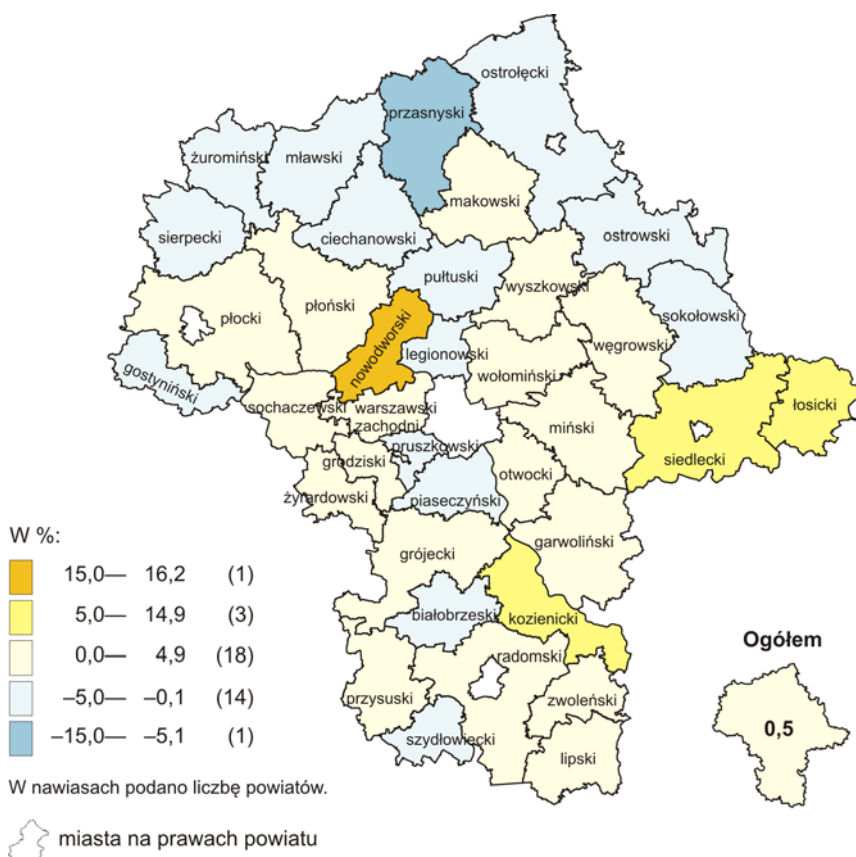 ostrołęcki
przasnyski
żuromiński
mławski
makowski
sierpecki
ciechanowski
ostrowski
pułtuski
wyszkowski
płocki
płoński
sokołowski
nowodworski
legionowski
węgrowski
gostyniński
wołomiński
sochaczewski
warszawski
zachodni
łosicki
miński
pruszkowski
siedlecki
grodziski
otwocki
żyrardowski
piaseczyński
W %:
garwoliński
grójecki
15,0— 16,2 (1)
5,0— 14,9 (3)
białobrzeski
kozienicki
0,0— 4,9 (18)
Ogółem
radomski
–5,0— –0,1 (14)
przysuski
zwoleński
0,5
–15,0— –5,1 (1)
szydłowiecki
lipski
W nawiasach podano liczbę powiatów.
miasta na prawach powiatu